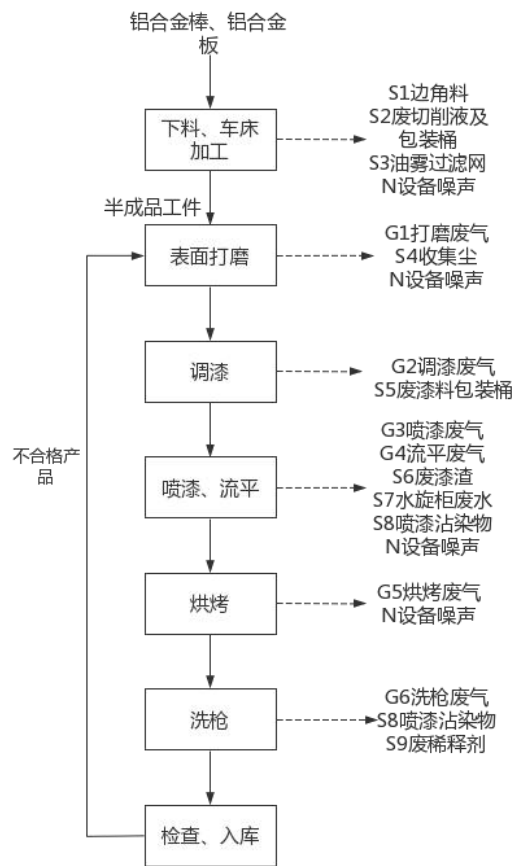 铝合金棒、铝合金
板
下料、车床
加工
S1边角料
S2废切削液及
包装桶
S3油雾过滤网
N设备噪声
半成品工件
表面打磨
G1打磨废气
S4收集尘
N设备噪声
调漆
G2调漆废气
S5废漆料包装桶
不合格产
品
喷漆、流平
G3喷漆废气
G4流平废气
S6废漆渣
S7水旋柜废水
S8喷漆沾染物
N设备噪声
烘烤
G5烘烤废气
N设备噪声
洗枪
G6洗枪废气
S8喷漆沾染物
S9废稀释剂
检查、入库